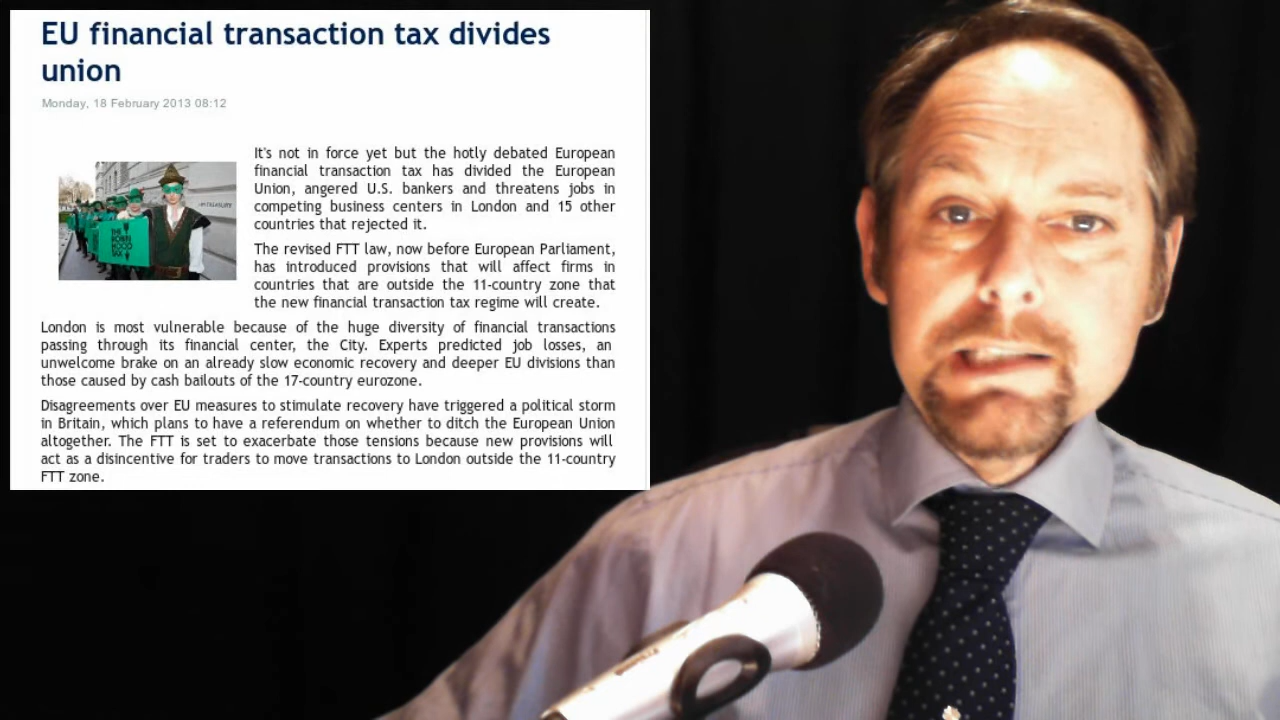 EU financial transaction tax divides
union
Monday, 18 February 2013 08:12
It's not in force yet but the hotly debated European
financial transaction tax has divided the European
Union, angered U.S. bankers and threatens jobs in
competing business centers in London and 15 other
countries that rejected it.
THE
ROBIN
HOOD
TAX
TREASURY
The revised FTT law, now before European Parliament,
has introduced provisions that will affect firms in
countries that are outside the 11-country zone that
the new financial transaction tax regime will create.
London is most vulnerable because of the huge diversity of financial transactions
passing through its financial center, the City. Experts predicted job losses, an
unwelcome brake on an already slow economic recovery and deeper EU divisions than
those caused by cash bailouts of the 17-country eurozone.
Disagreements over EU measures to stimulate recovery have triggered a political storm
in Britain, which plans to have a referendum on whether to ditch the European Union
altogether. The FTT is set to exacerbate those tensions because new provisions will
act as a disincentive for traders to move transactions to London outside the 11-country
FTT zone.